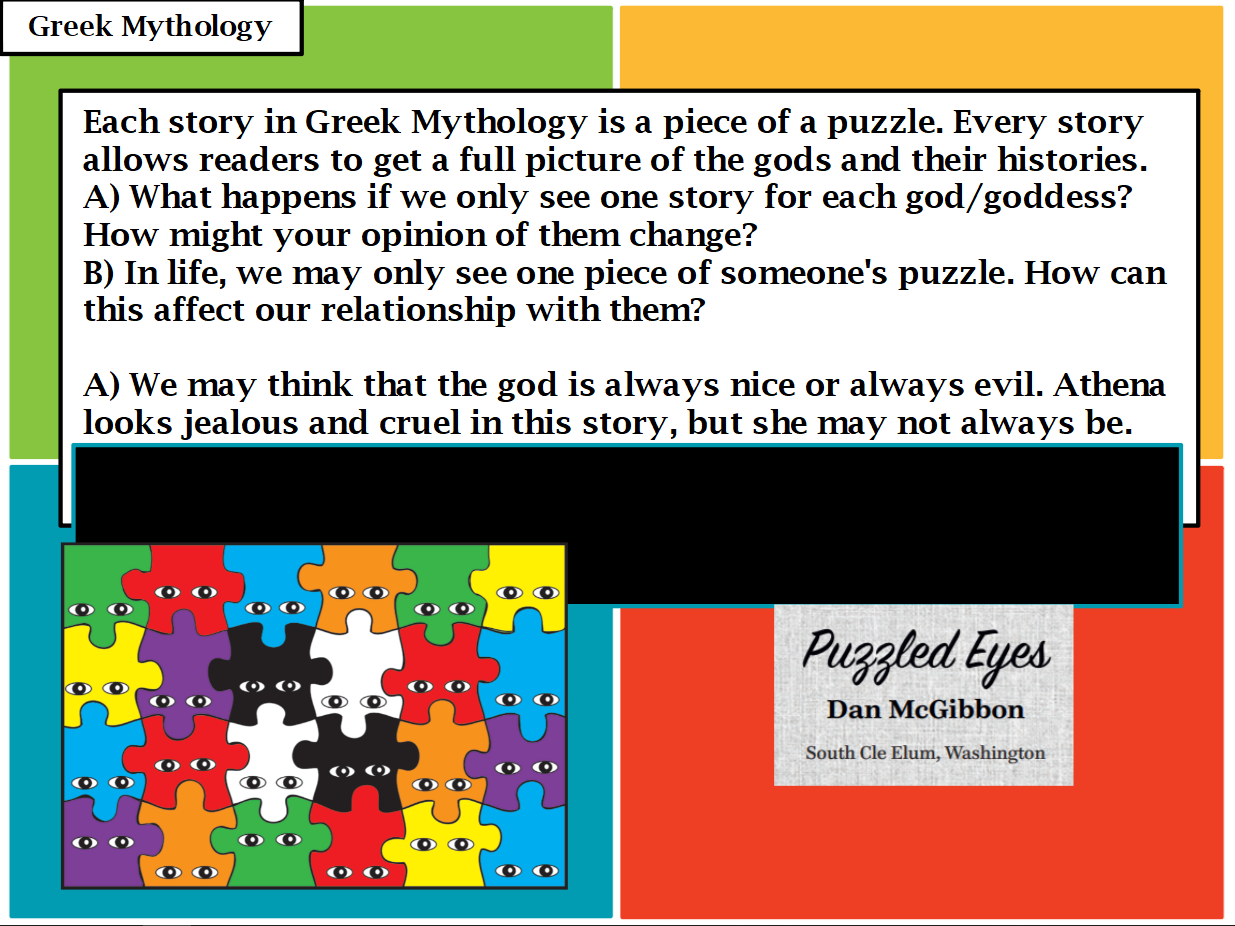 Greek Mythology
Each story in Greek Mythology is a piece of a puzzle. Every story
allows readers to get a full picture of the gods and their histories.
A) What happens if we only see one story for each god/goddess?
How might your opinion of them change?
B) In life, we may only see one piece of someone's puzzle. How can
this affect our relationship with them?
A) We may think that the god is always nice or always evil. Athena
looks jealous and cruel in this story, but she may not always be.
Puzzled Eyes
Dan McGibbon
South Cle Elum, Washington